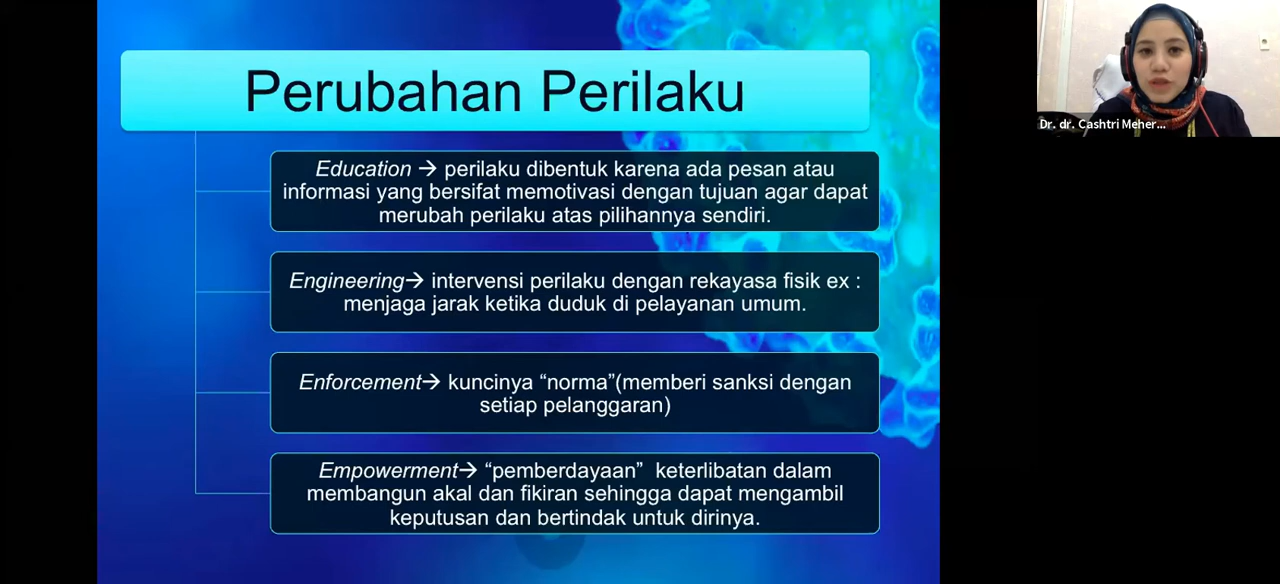 Perubahan Perilaku
Education → perilaku dibentuk karena ada pesan atau
informasi yang bersifat memotivasi dengan tujuan agar dapat
merubah perilaku atas pilihannya sendiri.
Engineering→ intervensi perilaku dengan rekayasa fisik ex :
menjaga jarak ketika duduk di pelayanan umum.
Enforcement→ kuncinya “norma”(memberi sanksi dengan
setiap pelanggaran)
Empowerment→ “pemberdayaan”  keterlibatan dalam
membangun akal dan fikiran sehingga dapat mengambil
keputusan dan bertindak untuk dirinya.
Dr. dr. Cashtri Meher...